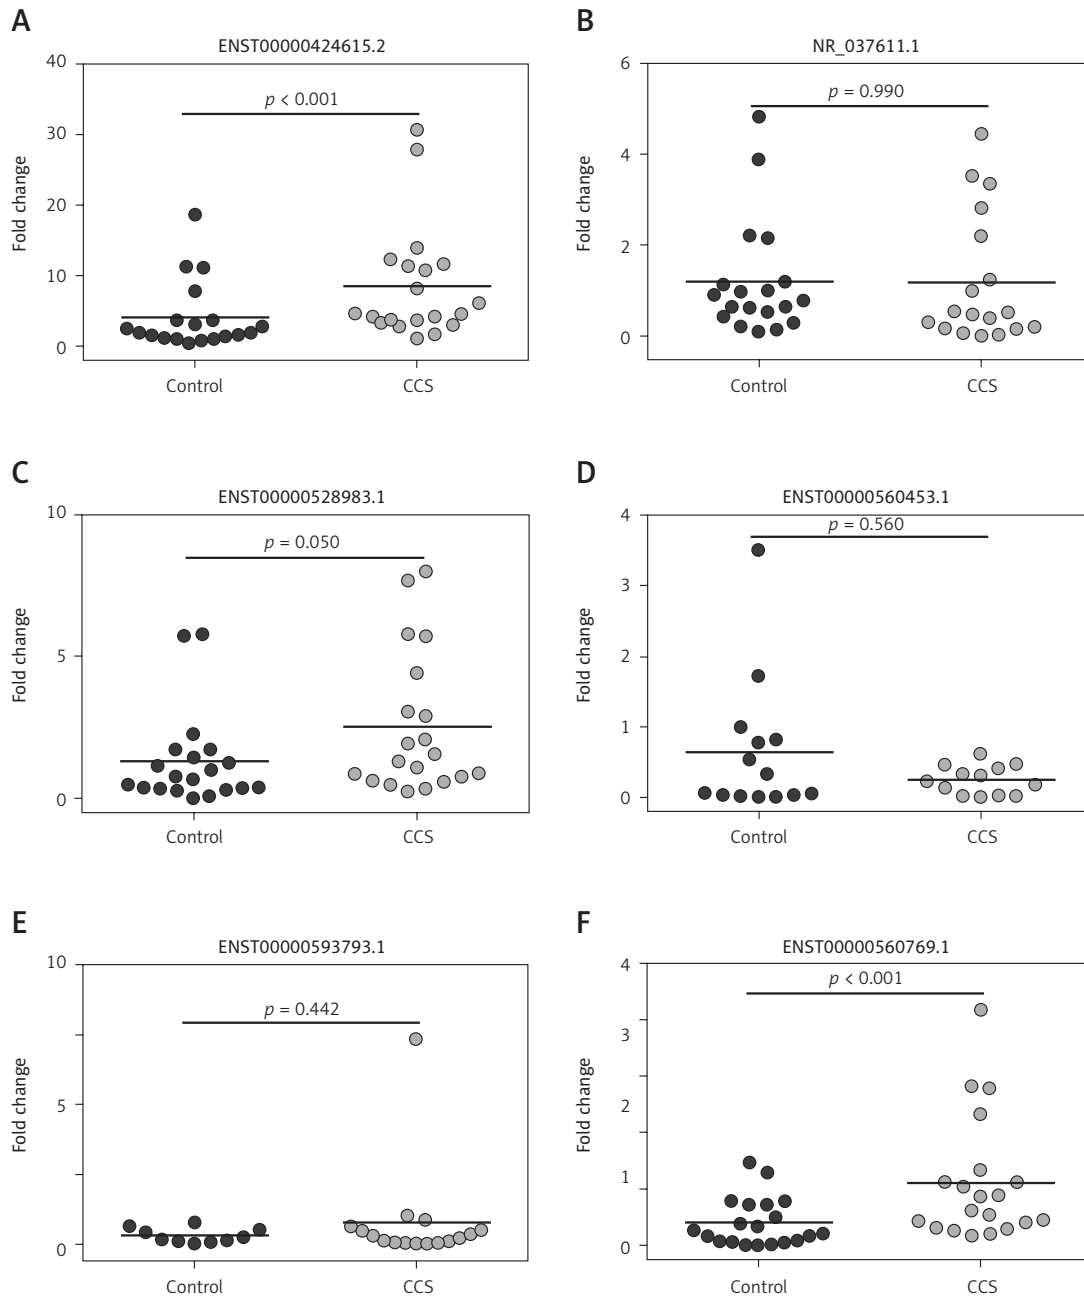 A
ENST00000424615.2
40
30
20
10
0
Fold change
p < 0.001
Control
CCS
B
NR_037611.1
6
4
2
0
Fold change
p = 0.990
Control
CCS
C
ENST00000528983.1
10
5
0
Fold change
p = 0.050
Control
CCS
D
ENST00000560453.1
4
3
2
1
0
Fold change
p = 0.560
Control
CCS
E
ENST00000593793.1
10
5
0
Fold change
p = 0.442
Control
CCS
F
ENST00000560769.1
4
3
2
1
0
Fold change
p < 0.001
Control
CCS